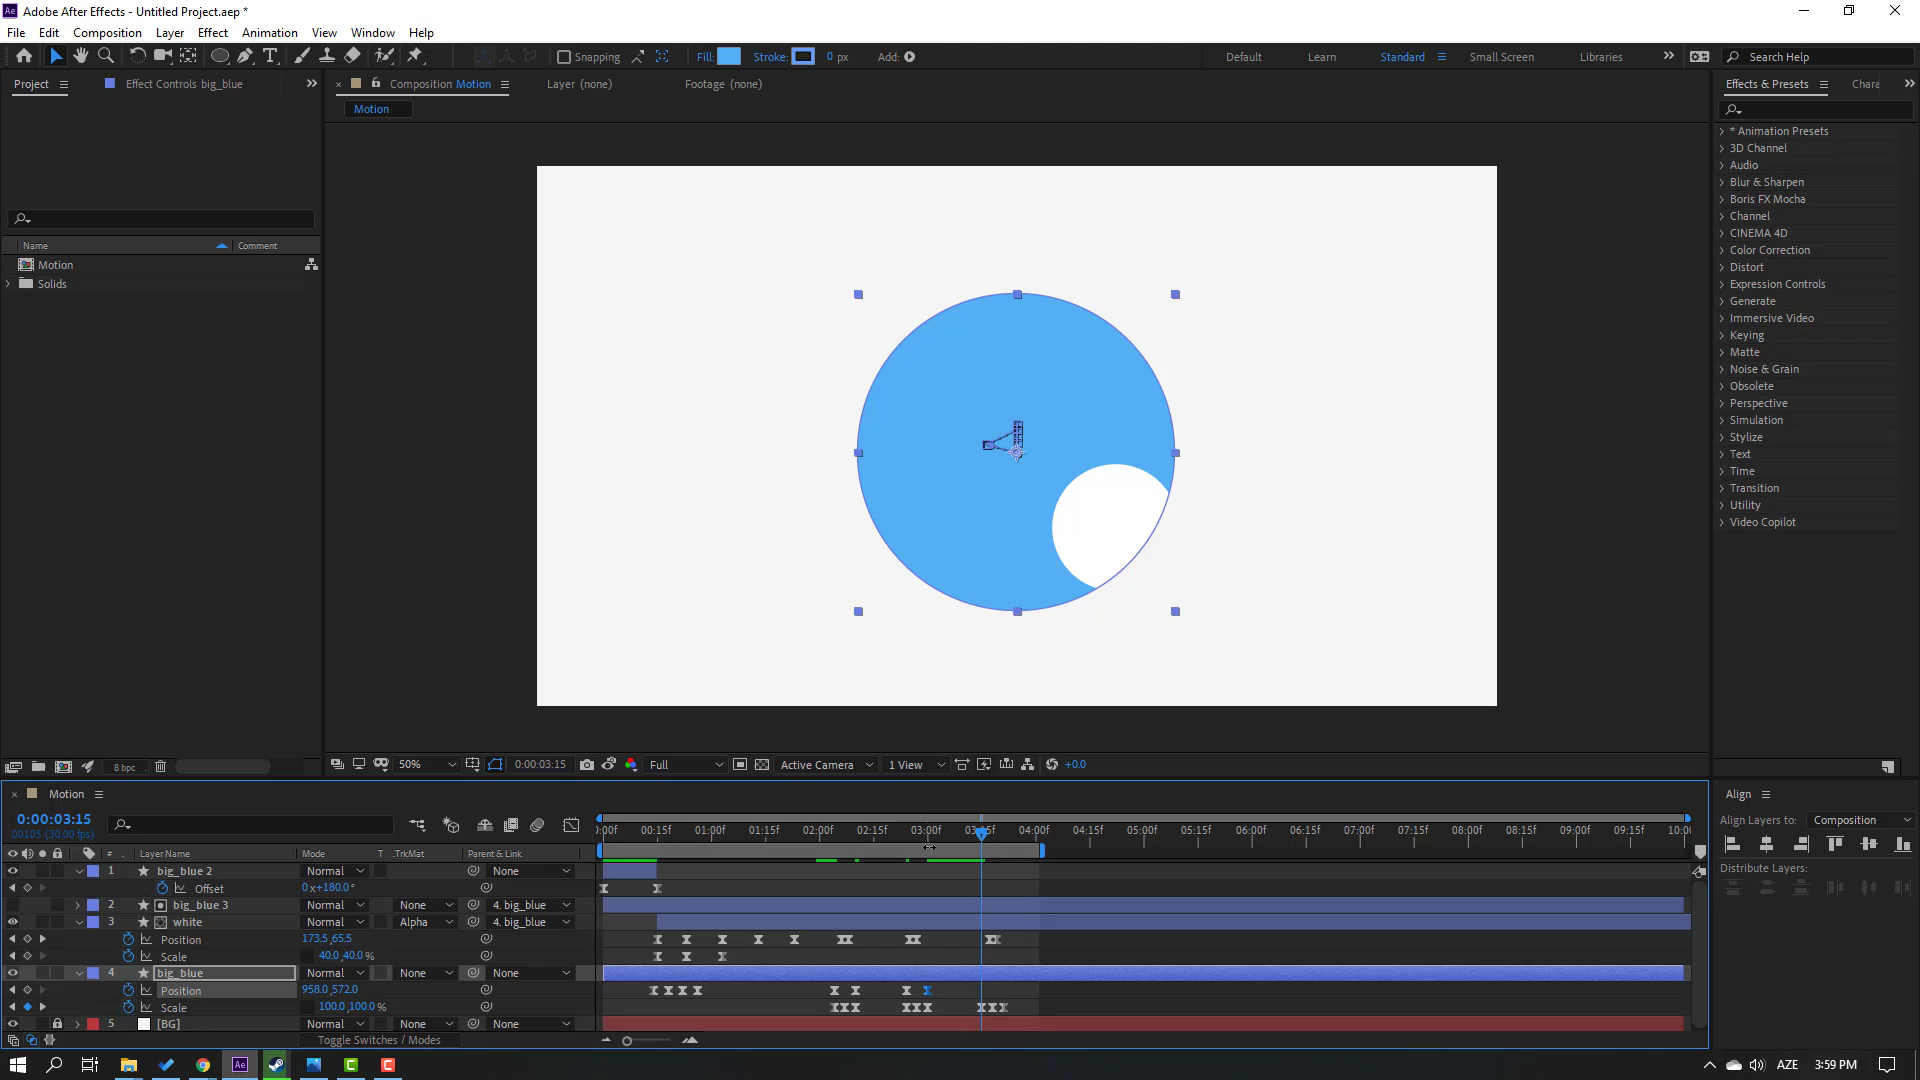 Adobe After Effects - Untitled Project.aep *
File Edit Composition Layer Effect Animation View Window Help
Snapping Fill: Stroke: 0 px Add: Default Learn Standard Small Screen Libraries Search Help
Project Effect Controls big_blue Composition Motion Layer (none) Footage (none) Effects & Presets Chara
Motion
Name Comment
Motion
Solids
* Animation Presets
3D Channel
Audio
Blur & Sharpen
Boris FX Mocha
Channel
CINEMA 4D
Color Correction
Distort
Expression Controls
Generate
Immersive Video
Keying
Matte
Noise & Grain
Obsolete
Perspective
Simulation
Stylize
Text
Time
Transition
Utility
Video Copilot
8 bpc 50% 0:00:03:15 Full Active Camera 1 View +0.0
Motion
0:00:03:15
00105 (30.00 fps)
:00f 00:15f 01:00f 01:15f 02:00f 02:15f 03:00f 03:15f 04:00f 04:15f 05:00f 05:15f 06:00f 06:15f 07:00f 07:15f 08:00f 08:15f 09:00f 09:15f 10:00
# Layer Name Mode T .TrkMat Parent & Link
1 big_blue 2 Normal None
Offset 0x+180.0°
2 big_blue 3 Normal None 4. big_blue
3 white Normal Alpha 4. big_blue
Position 173.5,65.5
Scale 40.0,40.0%
4 big_blue Normal None None
Position 958.0,572.0
Scale 100.0,100.0%
5 [BG] Normal None None
Toggle Switches / Modes
Align
Align Layers to: Composition
Distribute Layers:
AZE 3:59 PM